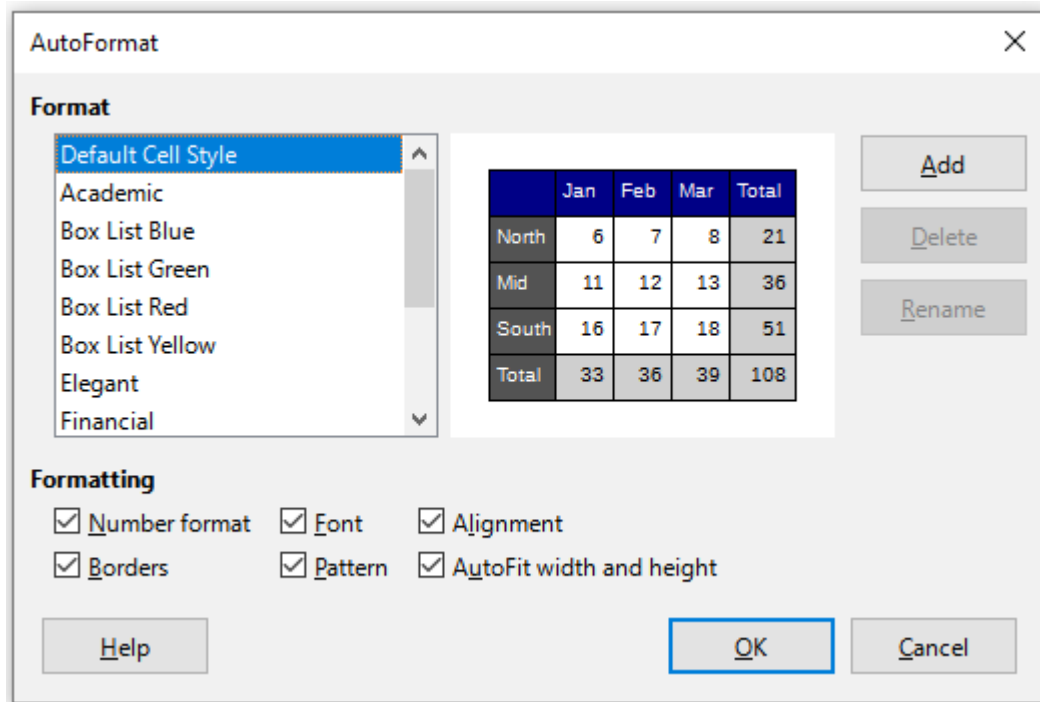 AutoFormat
Format
Default Cell Style
Academic
Box List Blue
Box List Green
Box List Red
Box List Yellow
Elegant
Financial
Jan Feb Mar Total
North 6 7 8 21
Mid 11 12 13 36
South 16 17 18 51
Total 33 36 39 108
Add
Delete
Rename
Formatting
Number format Font Alignment
Borders Pattern AutoFit width and height
Help OK Cancel